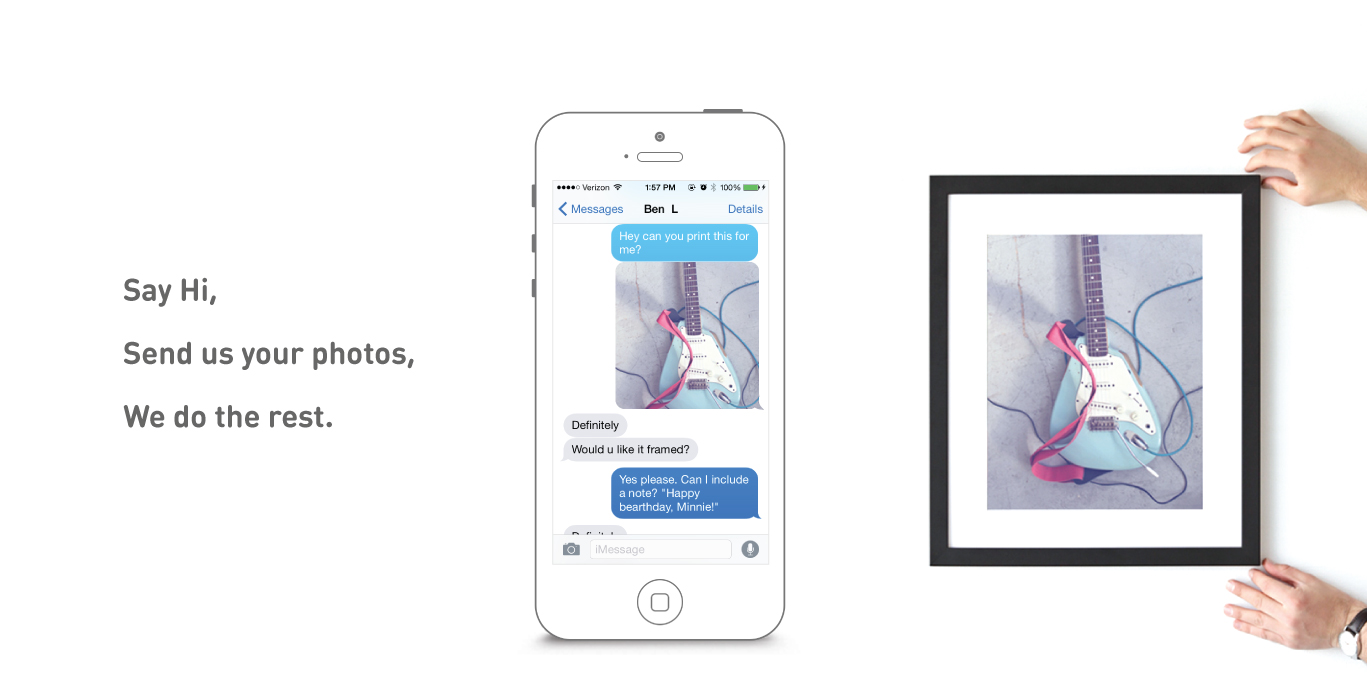 Say Hi,
Send us your photos,
We do the rest.
Verizon 1:57 PM 100%
Messages Ben L Details
Hey can you print this for
me?
Definitely
Would u like it framed?
Yes please. Can I include
a note? "Happy
bearthday, Minnie!"
Definitely
iMessage